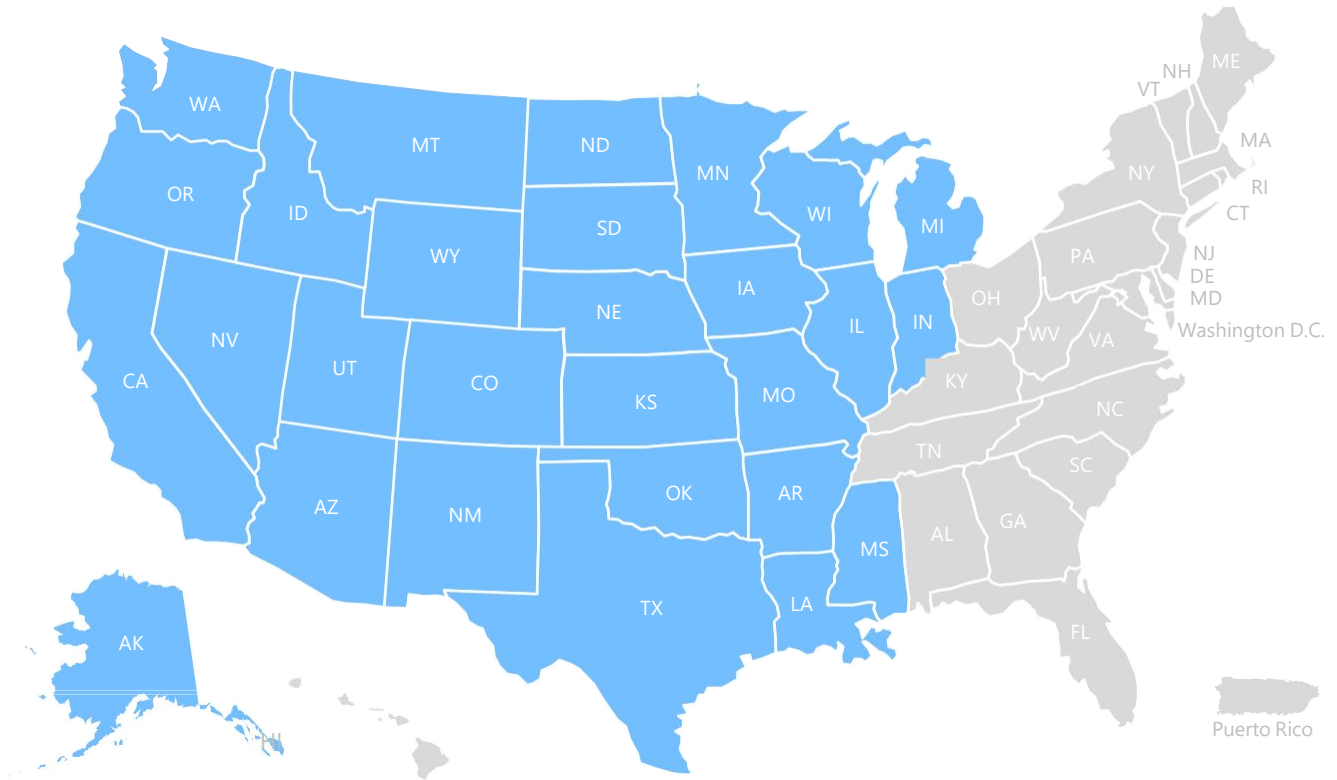 ME
NH
VT
WA
MA
MT
ND
MN
NY
RI
OR
ID
WI
CT
SD
MI
WY
PA
NJ
DE
IA
MD
OH
NE
IL
IN
WV
VA
Washington D.C.
NV
UT
CO
KY
CA
KS
MO
NC
TN
SC
OK
AR
AZ
NM
GA
AL
MS
TX
LA
FL
AK
HI
Puerto Rico